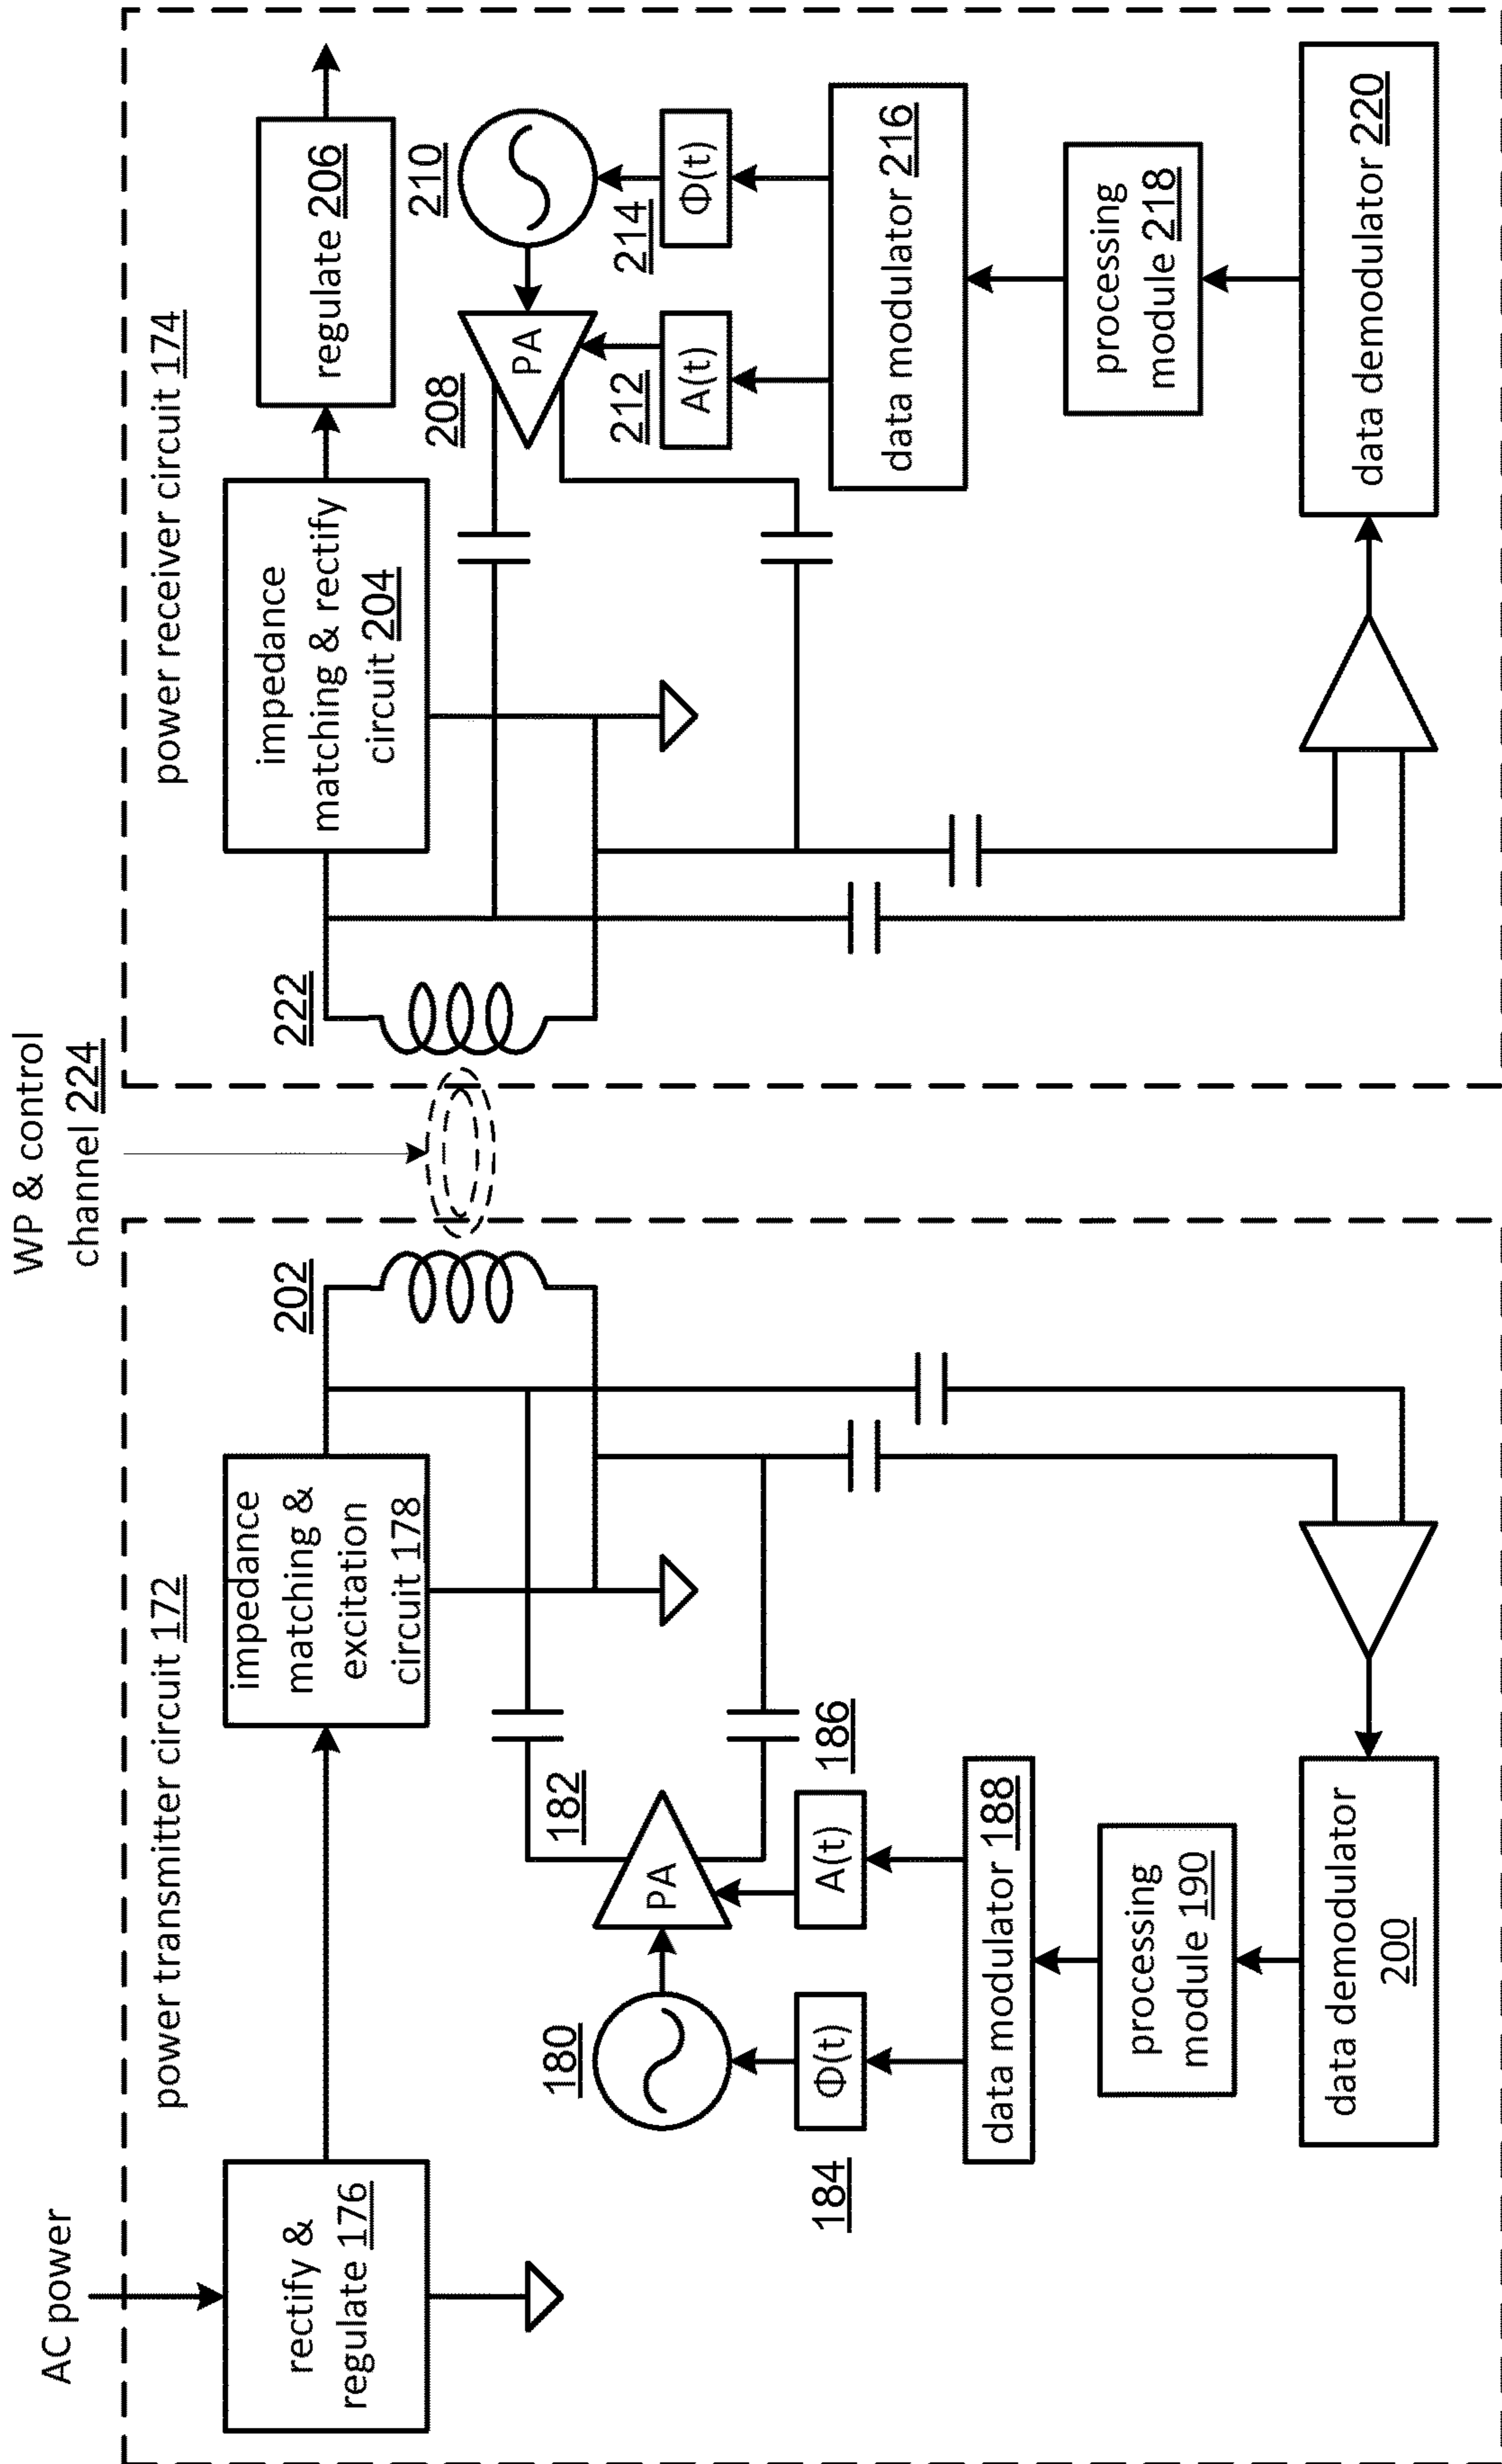 AC power
WP & control
channel 224
power transmitter circuit 172
power receiver circuit 174
rectify &
regulate 176
impedance
matching &
excitation
circuit 178
202
222
impedance
matching & rectify
circuit 204
regulate 206
180
182
PA
184
Φ(t)
A(t)
186
data modulator 188
processing
module 190
data demodulator
200
208
PA
210
212
A(t)
214
Φ(t)
data modulator 216
processing
module 218
data demodulator 220